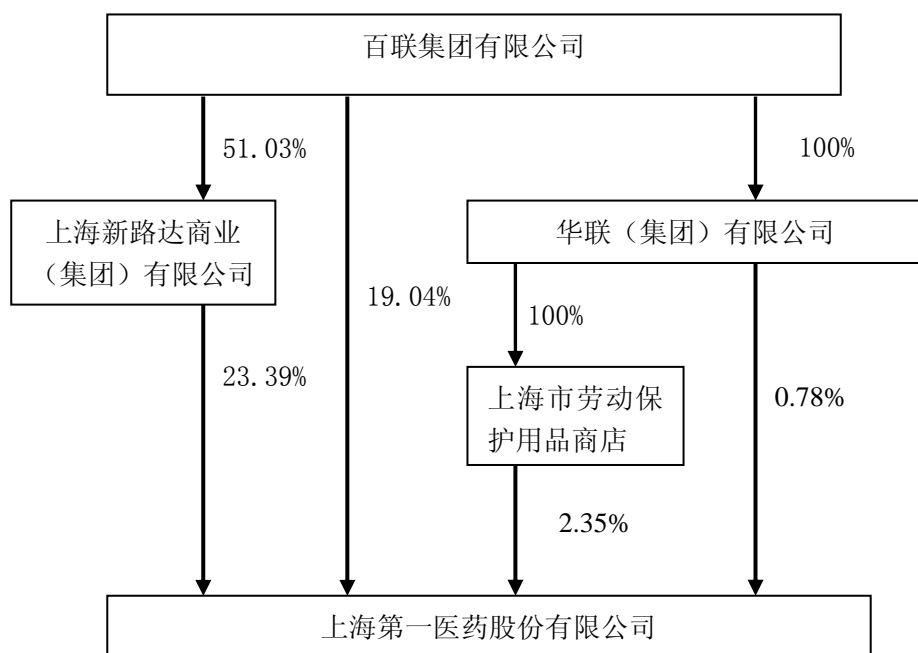 百联集团有限公司
51.03%
100%
上海新路达商业
（集团）有限公司
华联（集团）有限公司
19.04%
100%
23.39%
上海市劳动保
护用品商店
0.78%
2.35%
上海第一医药股份有限公司